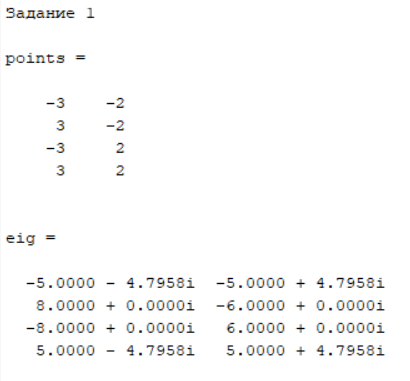 Задание 1
points =
-3 -2
3 -2
-3 2
3 2
eig =
-5.0000 - 4.7958i -5.0000 + 4.7958i
8.0000 + 0.0000i -6.0000 + 0.0000i
-8.0000 + 0.0000i 6.0000 + 0.0000i
5.0000 - 4.7958i 5.0000 + 4.7958i